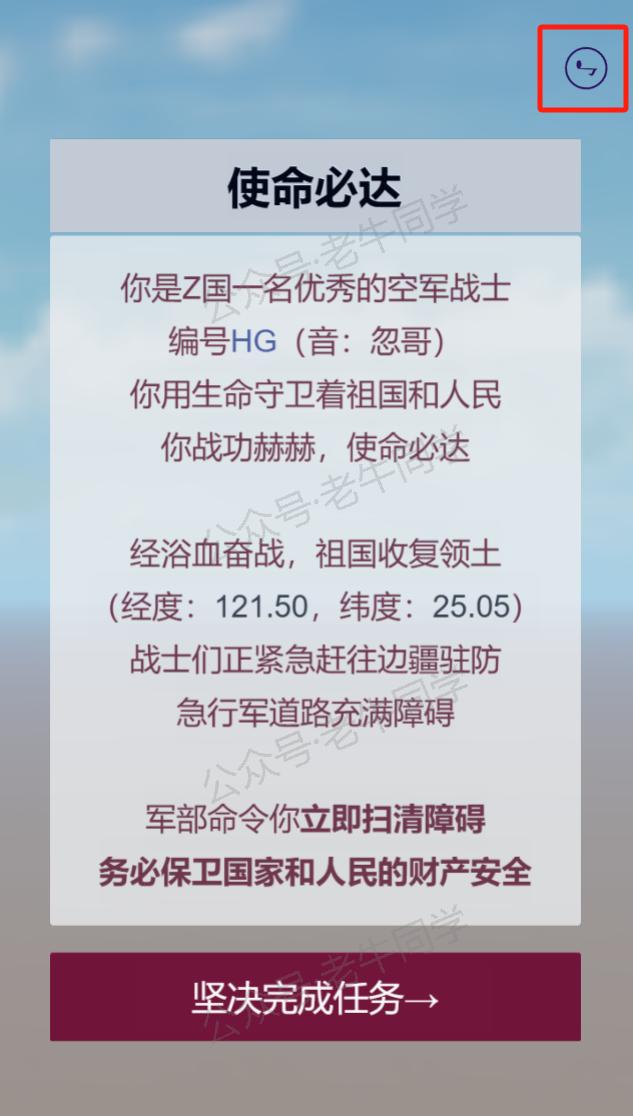 使命必达
你是Z国一名优秀的空军战士
编号HG（音：忽哥）
你用生命守卫着祖国和人民
你战功赫赫，使命必达
经浴血奋战，祖国收复领土
（经度：121.50，纬度：25.05）
战士们正紧急赶往边疆驻防
急行军道路充满障碍
军部命令你立即扫清障碍
务必保卫国家和人民的财产安全
坚决完成任务→
公众号·老牛同学
公众号·老牛同学
公众号·老牛同学
公众号·老牛同学